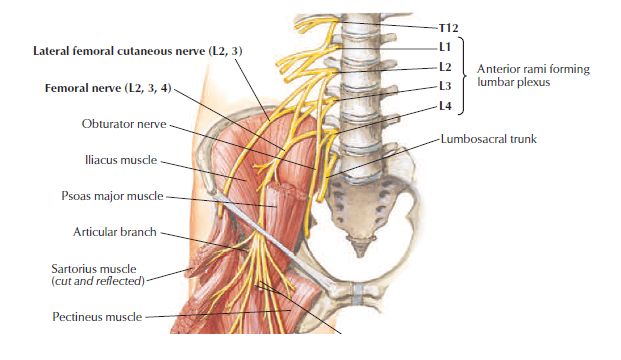 T12
L1
Lateral femoral cutaneous nerve (L2, 3)
L2
Anterior rami forming
lumbar plexus
Femoral nerve (L2, 3, 4)
L3
L4
Obturator nerve
Lumbosacral trunk
Iliacus muscle
Psoas major muscle
Articular branch
Sartorius muscle
(cut and reflected)
Pectineus muscle